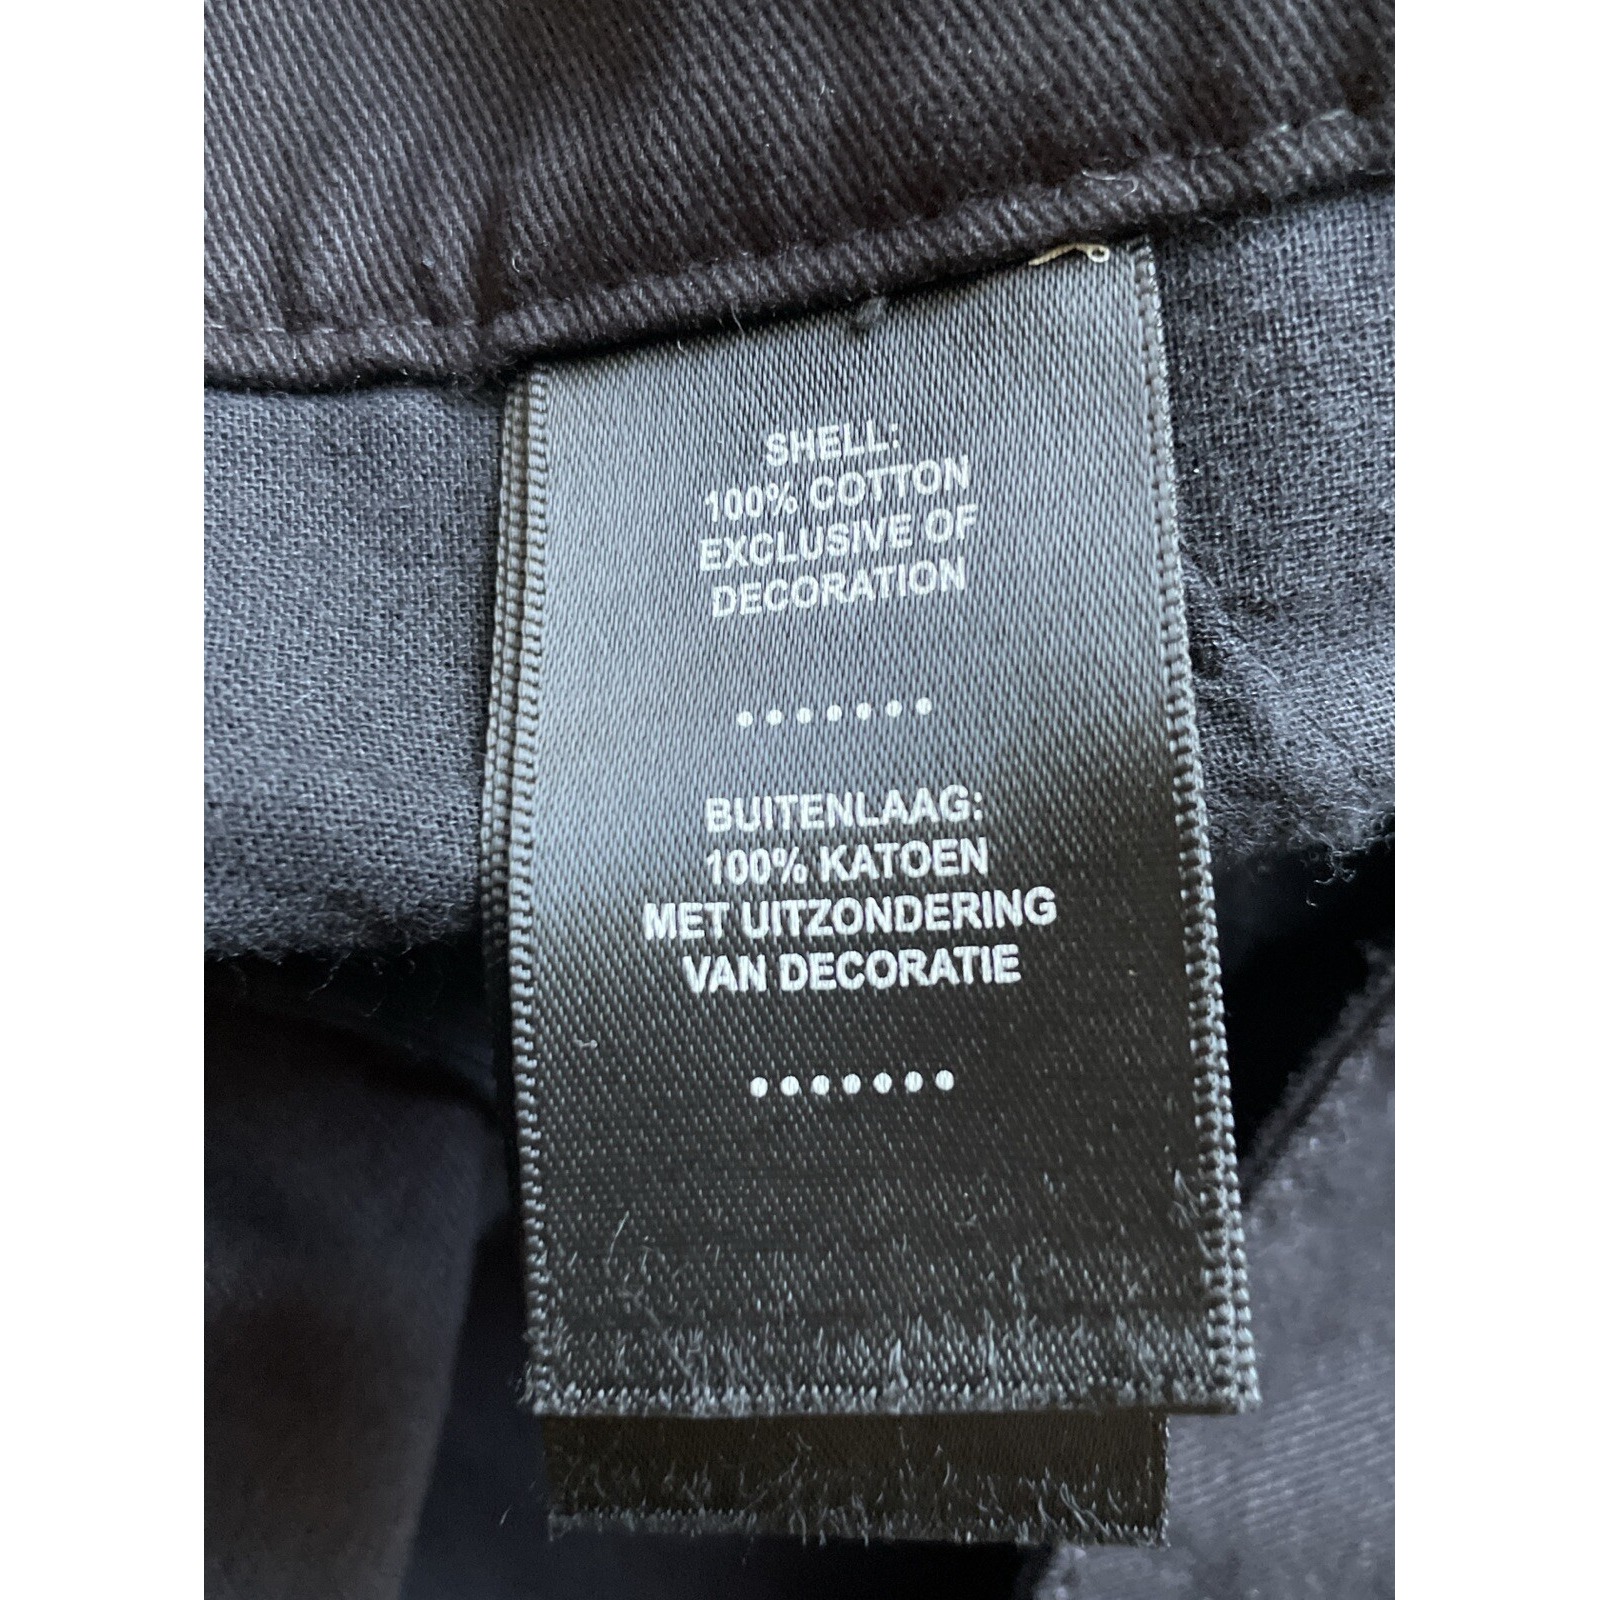 SHELL:
100% COTTON
EXCLUSIVE OF
DECORATION
BUITENLAAG:
100% KATOEN
MET UITZONDERING
VAN DECORATIE